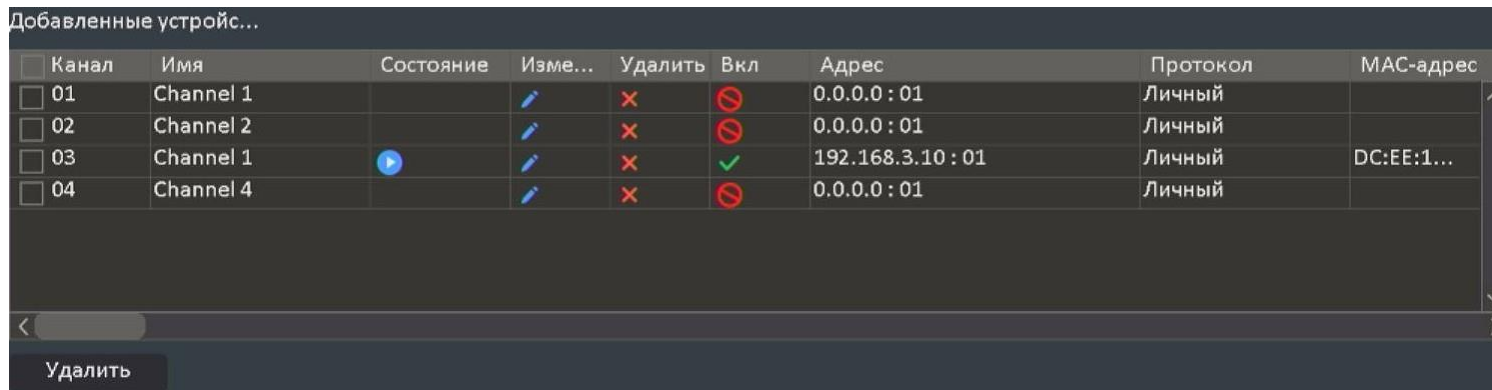 Добавленные устройс...
Канал Имя Состояние Изме... Удалить Вкл Адрес Протокол MAC-адрес
01 Channel 1 0.0.0.0 : 01 Личный
02 Channel 2 0.0.0.0 : 01 Личный
03 Channel 1 192.168.3.10 : 01 Личный DC:EE:1...
04 Channel 4 0.0.0.0 : 01 Личный
Удалить